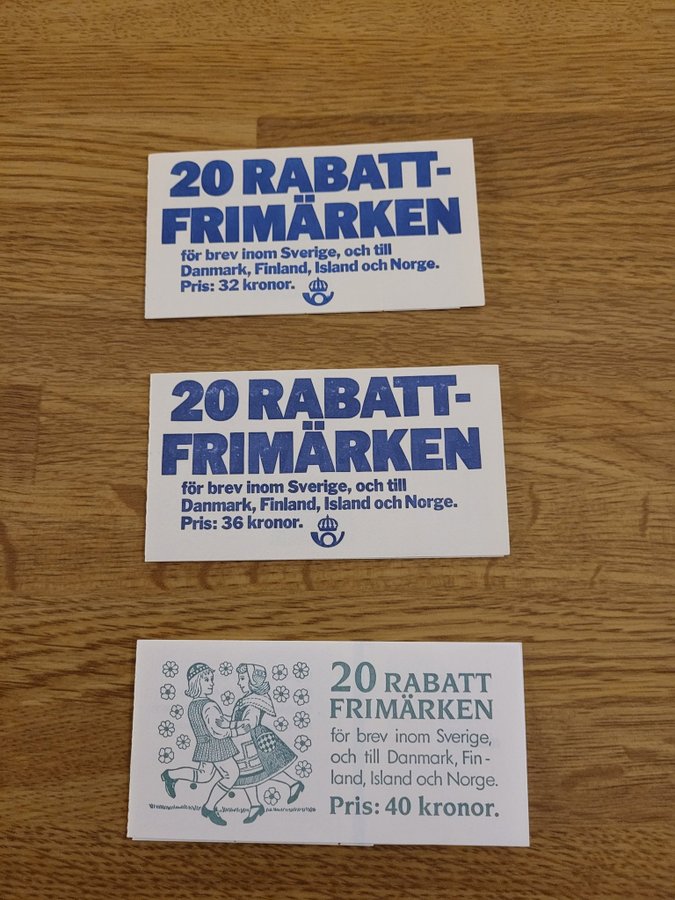 20 RABATT-
FRIMÄRKEN
för brev inom Sverige, och till
Danmark, Finland, Island och Norge.
Pris: 32 kronor.
20 RABATT-
FRIMÄRKEN
för brev inom Sverige, och till
Danmark, Finland, Island och Norge.
Pris: 36 kronor.
20 RABATT
FRIMÄRKEN
för brev inom Sverige,
och till Danmark, Fin-
land, Island och Norge.
Pris: 40 kronor.